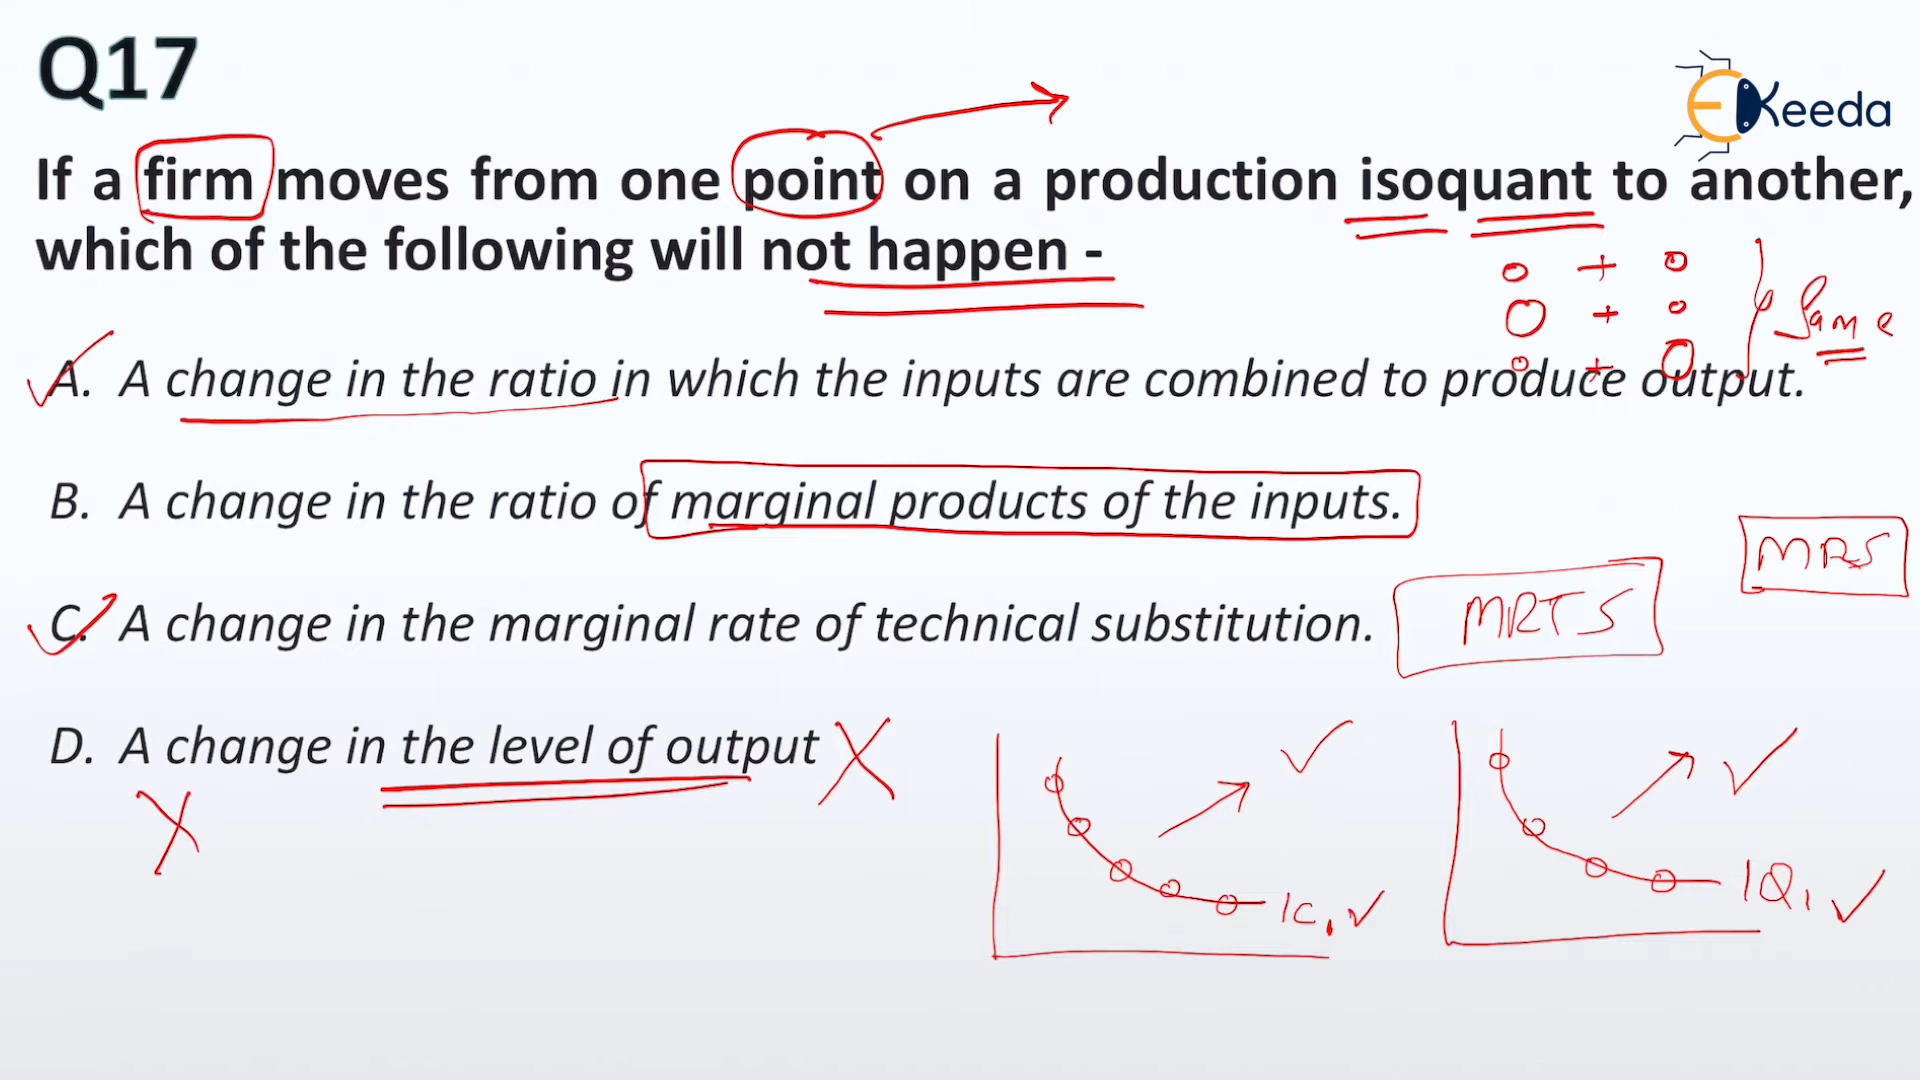 Q17
EKeeda
If a firm moves from one point on a production isoquant to another,
which of the following will not happen -
o + o
O + o
o + O
Same
A. A change in the ratio in which the inputs are combined to produce output.
B. A change in the ratio of marginal products of the inputs.
MRS
C. A change in the marginal rate of technical substitution.
MRTS
D. A change in the level of output
IC1
IQ1